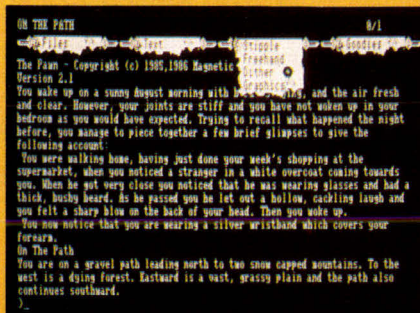 ON THE PATH 0/1
Files Text Goodies
Stipple
Freehand
Dither
Graphics
The Pawn - Copyright (c) 1985,1986 Magnetic
Version 2.1
You wake up on a sunny August morning with b ing, and the air fresh
and clear. However, your joints are stiff and you have not woken up in your
bedroom as you would have expected. Trying to recall what happened the night
before, you manage to piece together a few brief glimpses to give the
following account:
You were walking home, having just done your week's shopping at the
supermarket, when you noticed a stranger in a white overcoat coming towards
you. When he got very close you noticed that he was wearing glasses and had a
thick, bushy beard. As he passed you he let out a hollow, cackling laugh and
you felt a sharp blow on the back of your head. Then you woke up.
You now notice that you are wearing a silver wristband which covers your
forearm.
On The Path
You are on a gravel path leading north to two snow capped mountains. To the
west is a dying forest. Eastward is a vast, grassy plain and the path also
continues southward.
)_